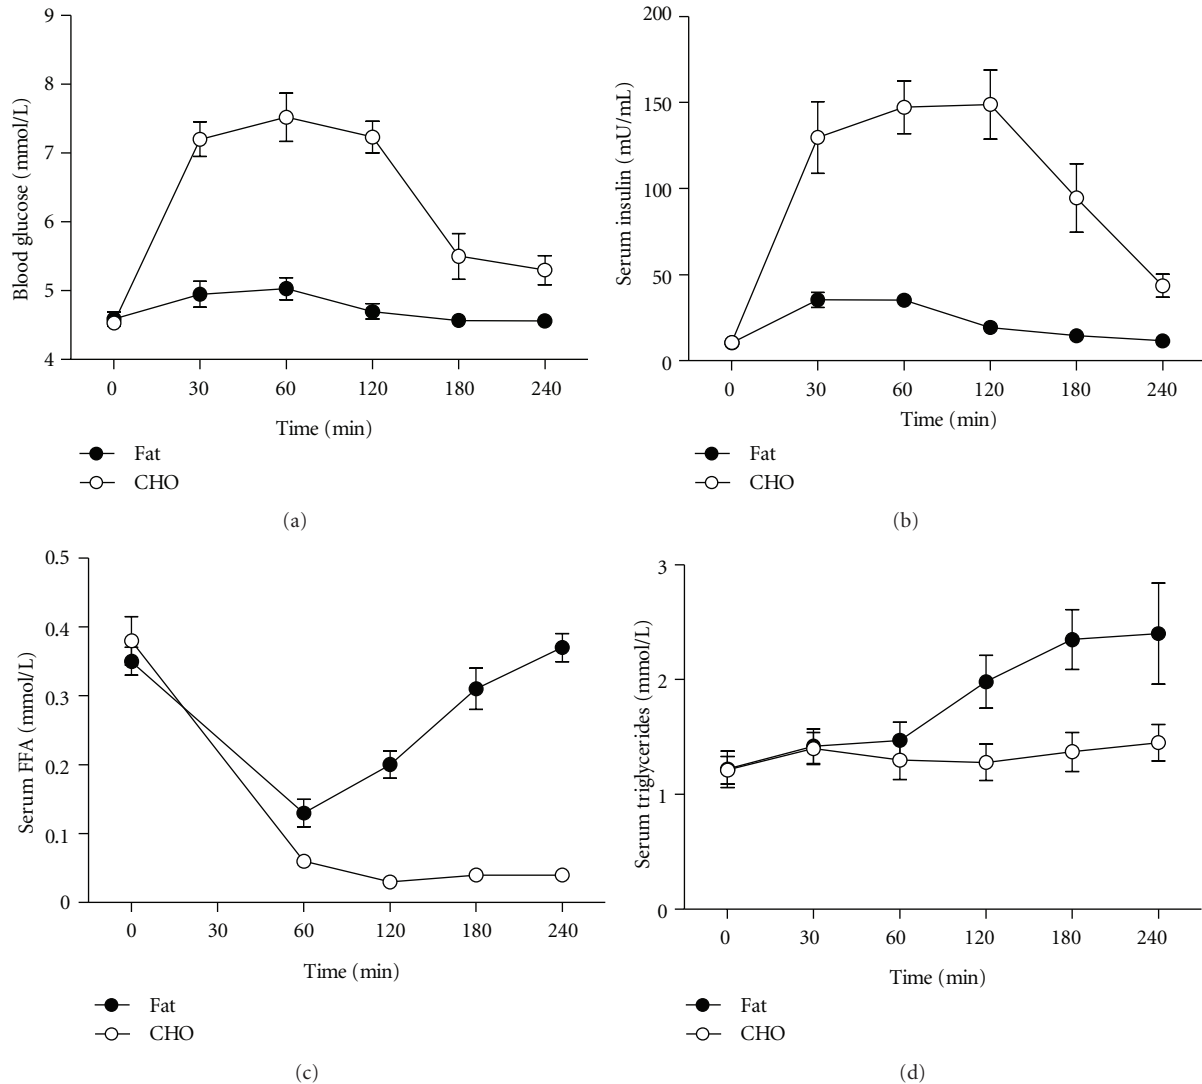 Blood glucose (mmol/L)
9
8
7
6
5
4
0 30 60 120 180 240
Time (min)
Fat
CHO
(a)
Serum insulin (mU/mL)
200
150
100
50
0
0 30 60 120 180 240
Time (min)
Fat
CHO
(b)
Serum FFA (mmol/L)
0.5
0.4
0.3
0.2
0.1
0
0 30 60 120 180 240
Time (min)
Fat
CHO
(c)
Serum triglycerides (mmol/L)
3
2
1
0
0 30 60 120 180 240
Time (min)
Fat
CHO
(d)